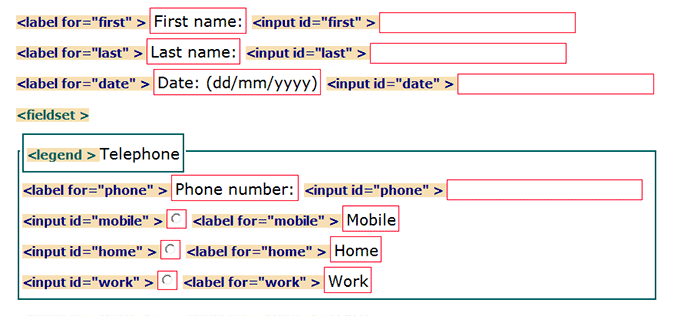 <label for="first" > First name: <input id="first" >
<label for="last" > Last name: <input id="last" >
<label for="date" > Date: (dd/mm/yyyy) <input id="date" >
<fieldset >
<legend >Telephone
<label for="phone" > Phone number: <input id="phone" >
<input id="mobile" > <label for="mobile" > Mobile
<input id="home" > <label for="home" > Home
<input id="work" > <label for="work" > Work